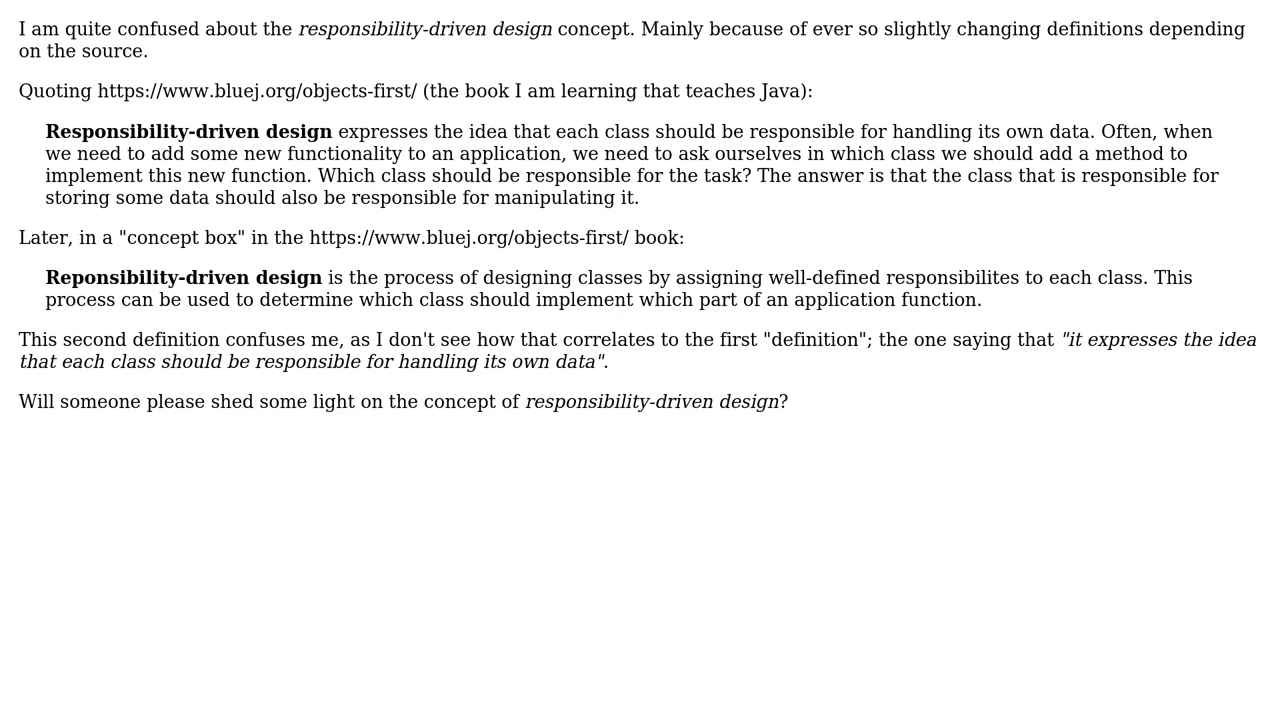 I am quite confused about the responsibility-driven design concept. Mainly because of ever so slightly changing definitions depending
on the source.
Quoting https://www.bluej.org/objects-first/ (the book I am learning that teaches Java):
Responsibility-driven design expresses the idea that each class should be responsible for handling its own data. Often, when
we need to add some new functionality to an application, we need to ask ourselves in which class we should add a method to
implement this new function. Which class should be responsible for the task? The answer is that the class that is responsible for
storing some data should also be responsible for manipulating it.
Later, in a "concept box" in the https://www.bluej.org/objects-first/ book:
Reponsibility-driven design is the process of designing classes by assigning well-defined responsibilites to each class. This
process can be used to determine which class should implement which part of an application function.
This second definition confuses me, as I don't see how that correlates to the first "definition"; the one saying that "it expresses the idea
that each class should be responsible for handling its own data".
Will someone please shed some light on the concept of responsibility-driven design?